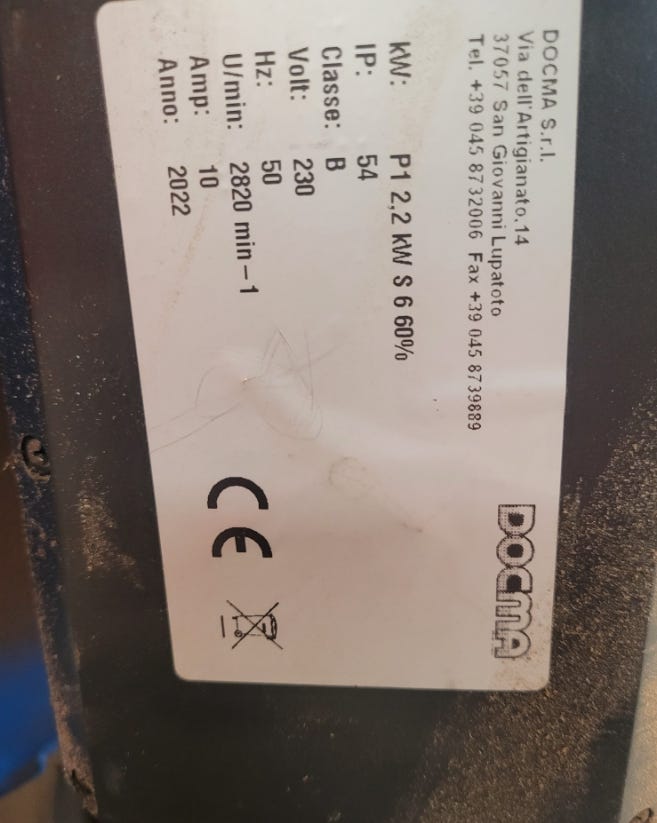 DOCMA S.r.l.
Via dell'Artigianato,14
37057 San Giovanni Lupatoto
Tel. +39 045 8732006 Fax +39 045 8739889
DOCMA
kW: P1 2,2 kW S 6 60%
IP: 54
Classe: B
Volt: 230
Hz: 50
U/min: 2820 min-1
Amp: 10
Anno: 2022
CE